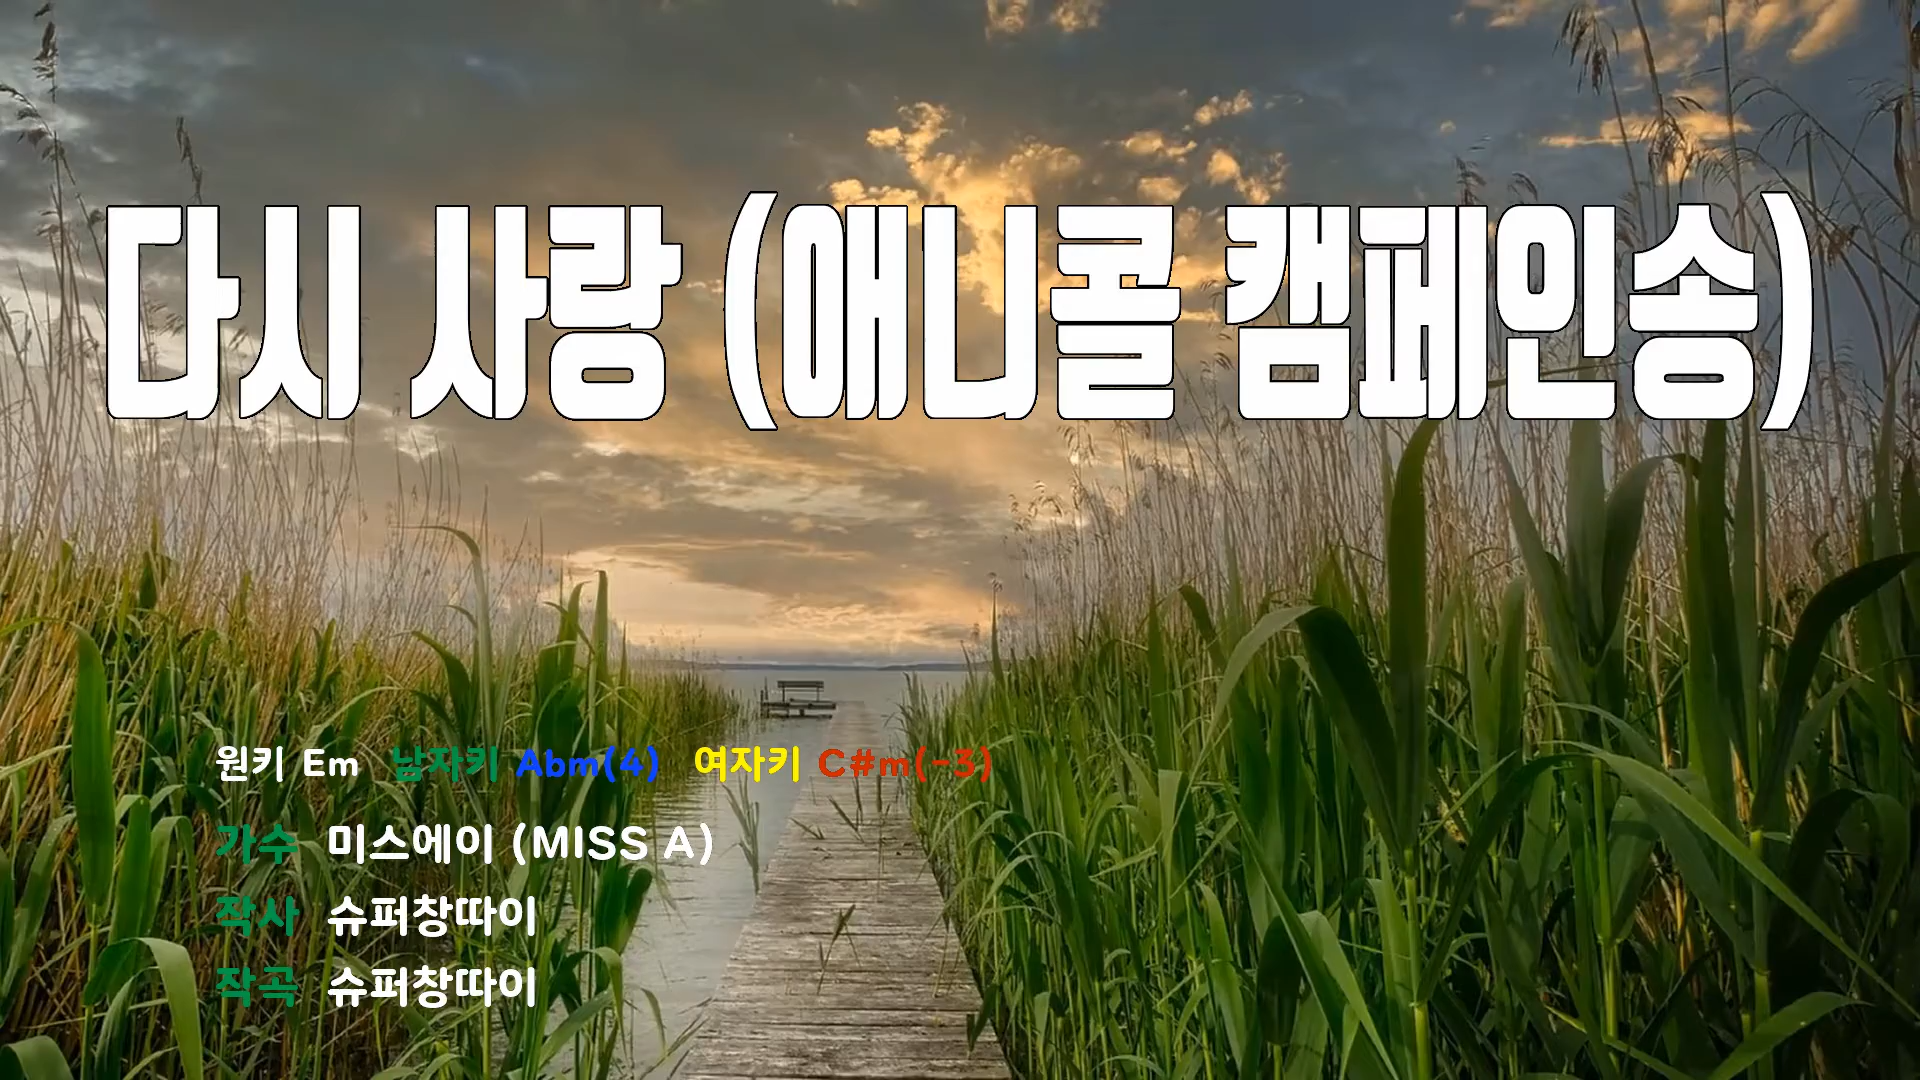 다시 사랑 (애니콜 캠페인송)
원키 Em 남자키 Abm(4) 여자키 C#m(-3)
가수 미스에이 (MISS A)
작사 슈퍼창따이
작곡 슈퍼창따이